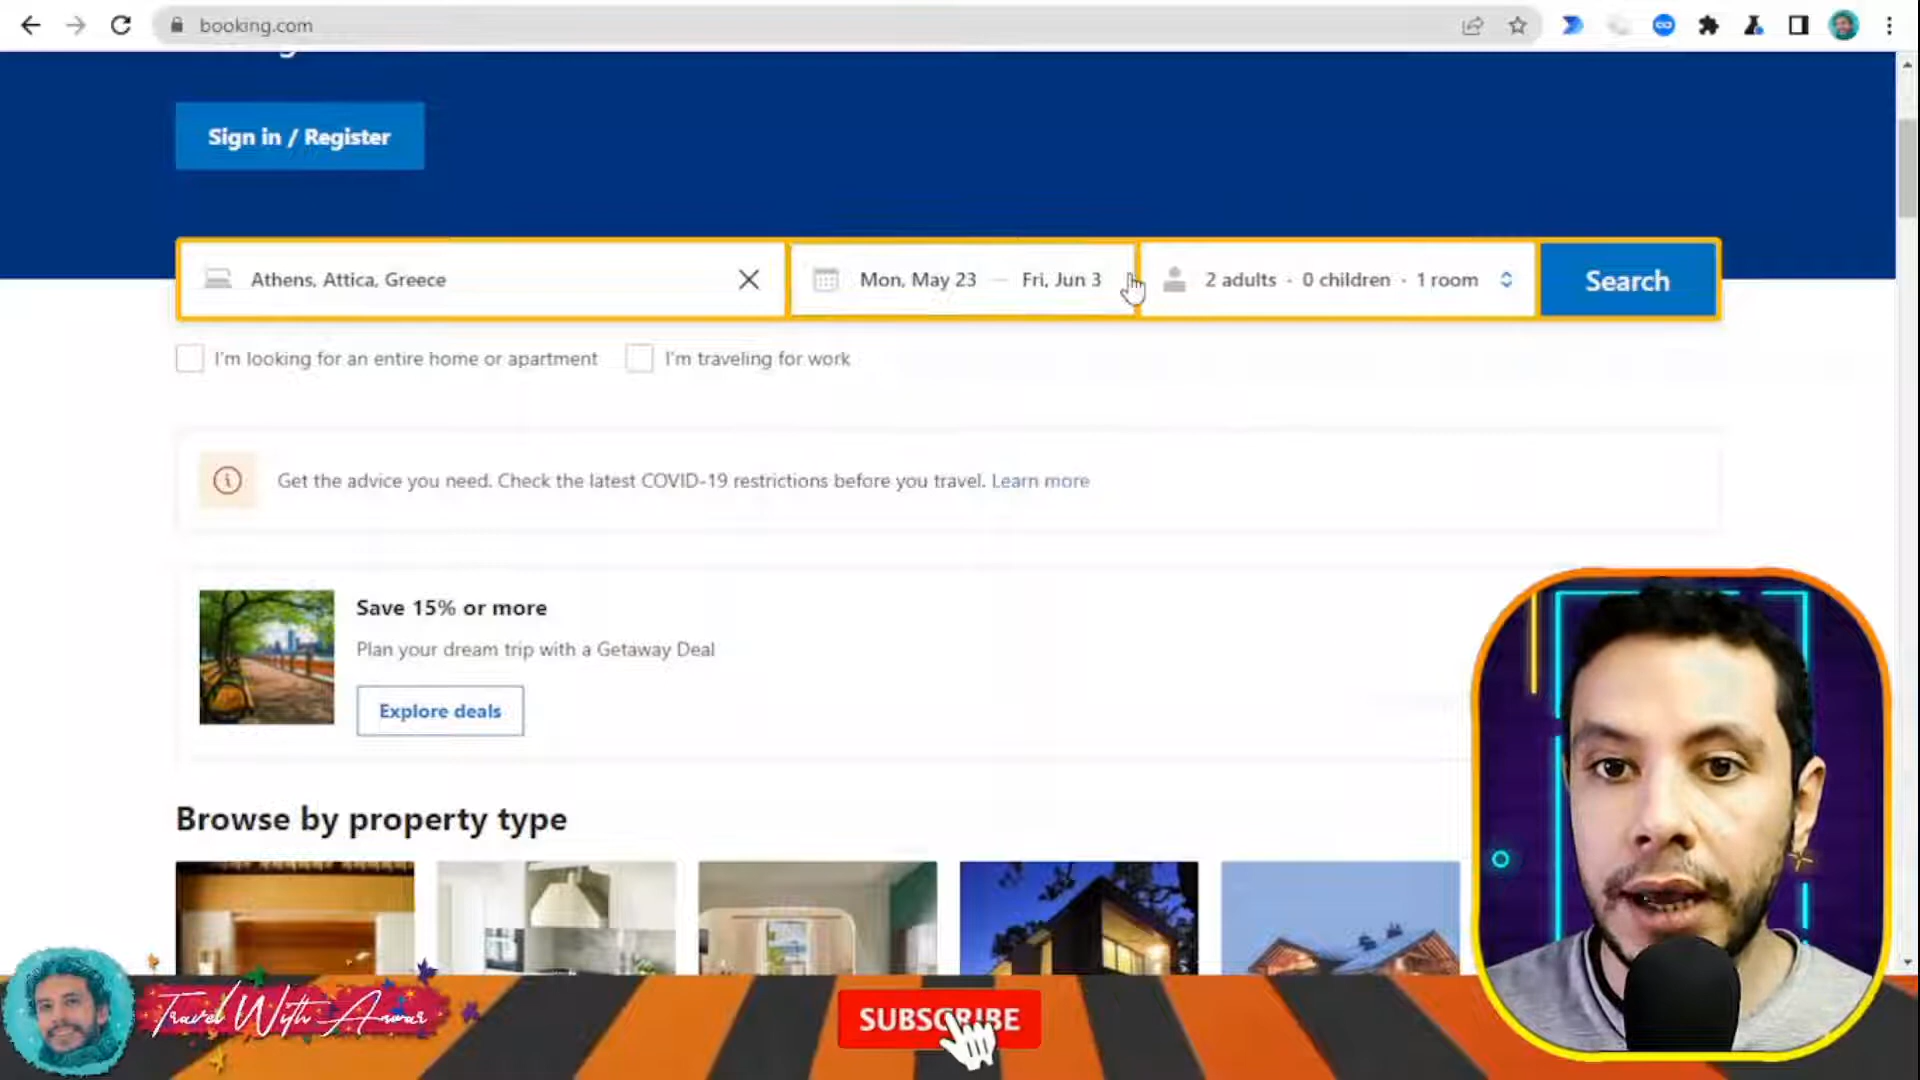 booking.com
Sign in / Register
Athens, Attica, Greece
Mon, May 23 — Fri, Jun 3
2 adults · 0 children · 1 room
Search
I'm looking for an entire home or apartment
I'm traveling for work
Get the advice you need. Check the latest COVID-19 restrictions before you travel. Learn more
Save 15% or more
Plan your dream trip with a Getaway Deal
Explore deals
Browse by property type
Travel With Anwar
SUBSCRIBE